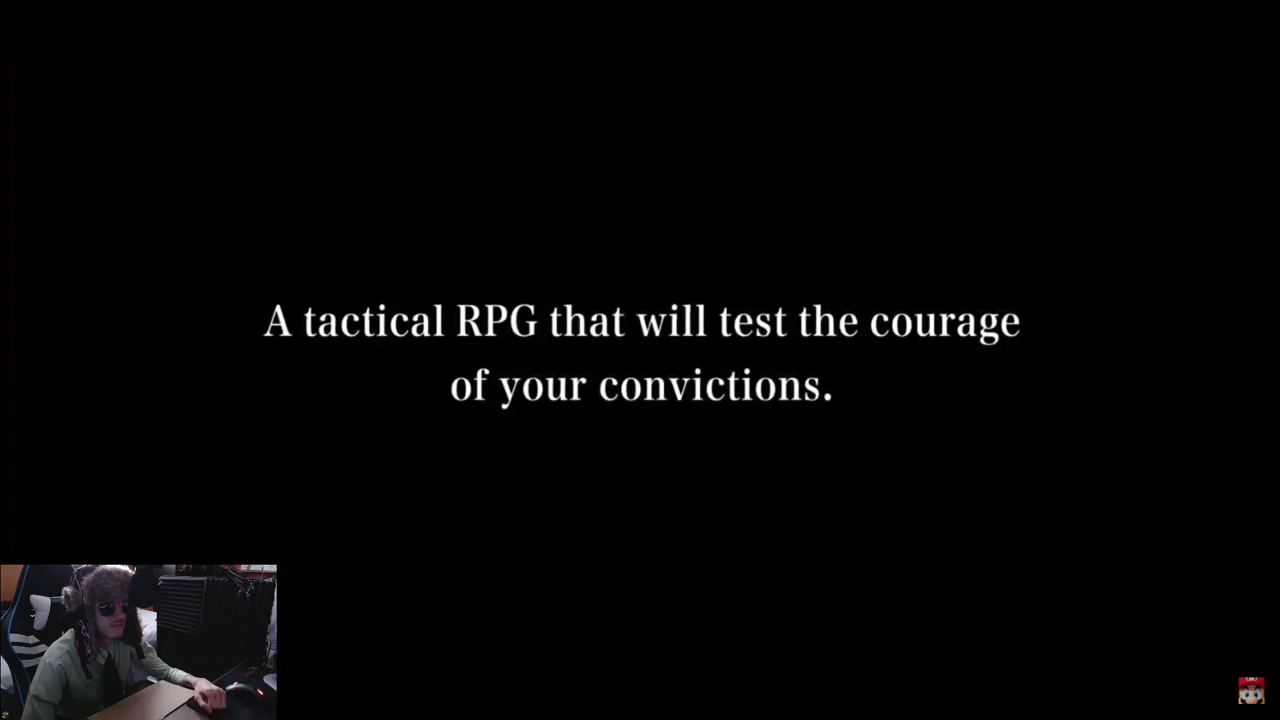 A tactical RPG that will test the courage
of your convictions.